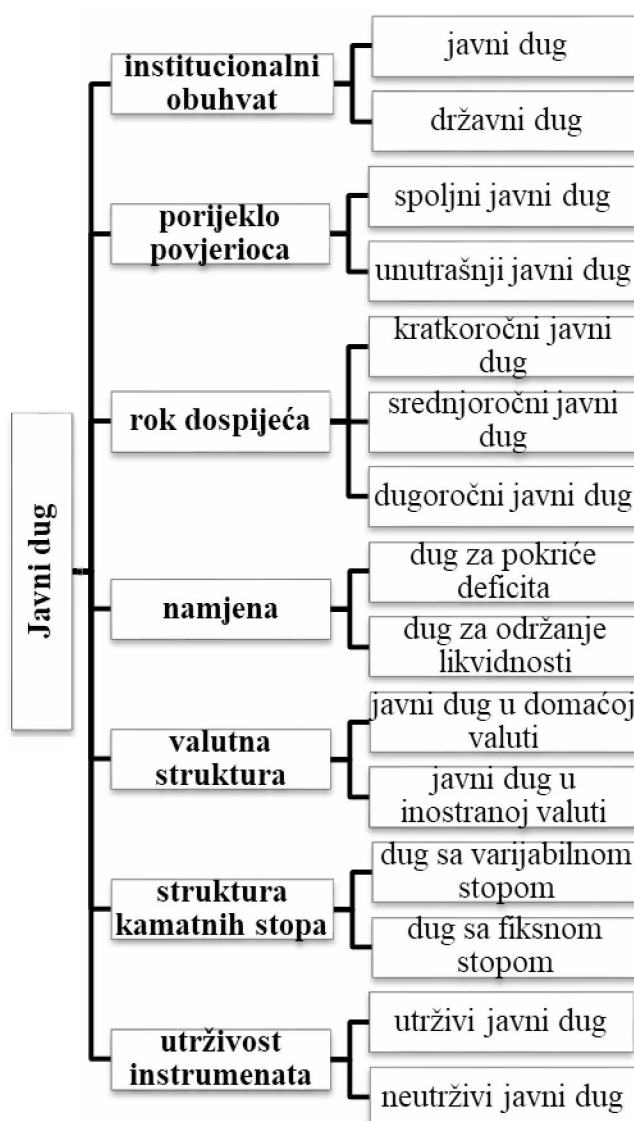 Javni dug
institucionalni
obuhvat
javni dug
državni dug
porijeklo
povjerioca
spoljni javni dug
unutrašnji javni dug
rok dospijeća
kratkoročni javni
dug
srednjoročni javni
dug
dugoročni javni dug
namjena
dug za pokriće
deficita
dug za održanje
likvidnosti
valutna
struktura
javni dug u domaćoj
valuti
javni dug u
inostranoj valuti
struktura
kamatnih stopa
dug sa varijabilnom
stopom
dug sa fiksnom
stopom
utrživost
instrumenata
utrživi javni dug
neutrživi javni dug